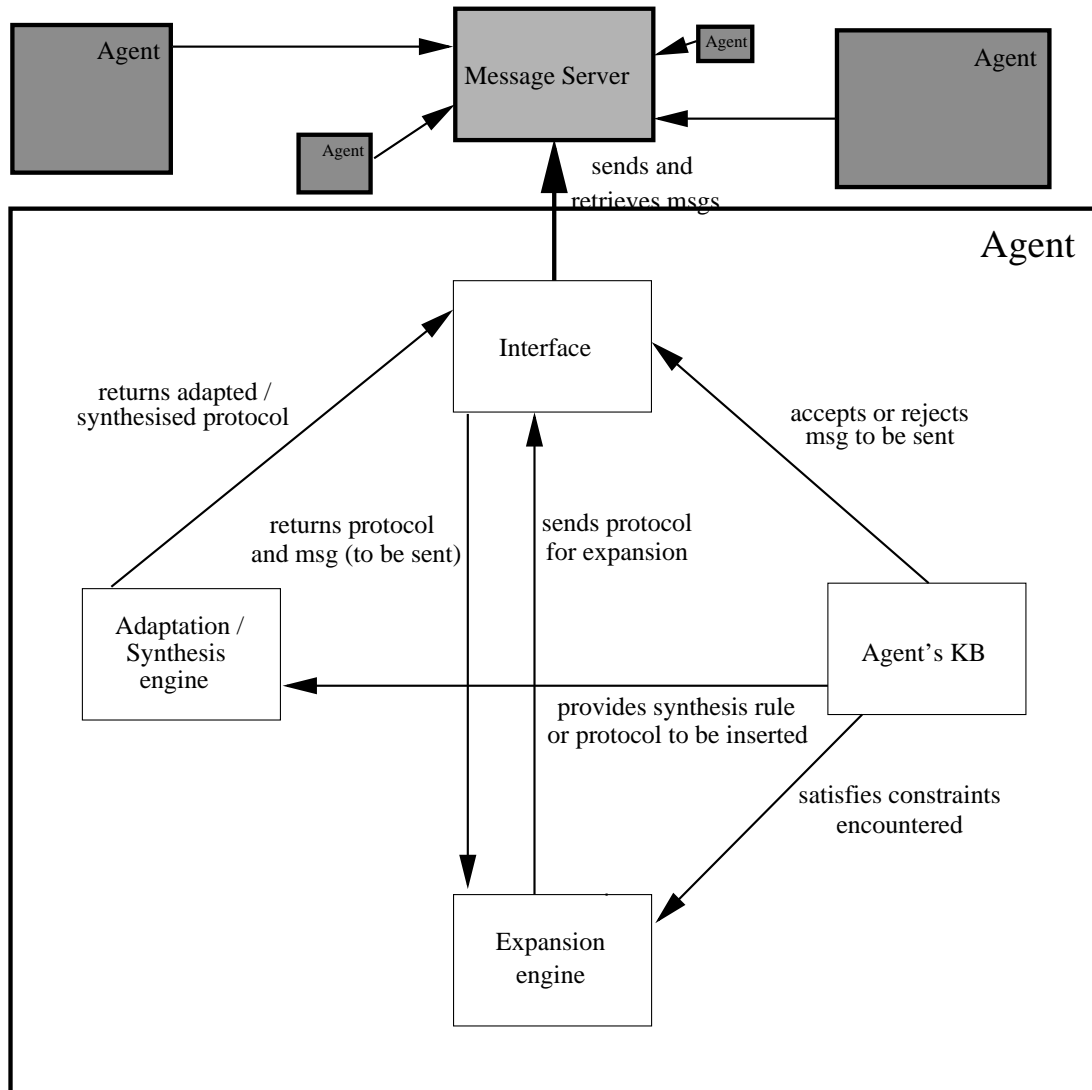 Agent
Message Server
Agent
Agent
Agent
sends and
retrieves msgs
Agent
Interface
returns adapted /
synthesised protocol
accepts or rejects
msg to be sent
returns protocol
and msg (to be sent)
sends protocol
for expansion
Adaptation /
Synthesis
engine
Agent's KB
provides synthesis rule
or protocol to be inserted
satisfies constraints
encountered
Expansion
engine